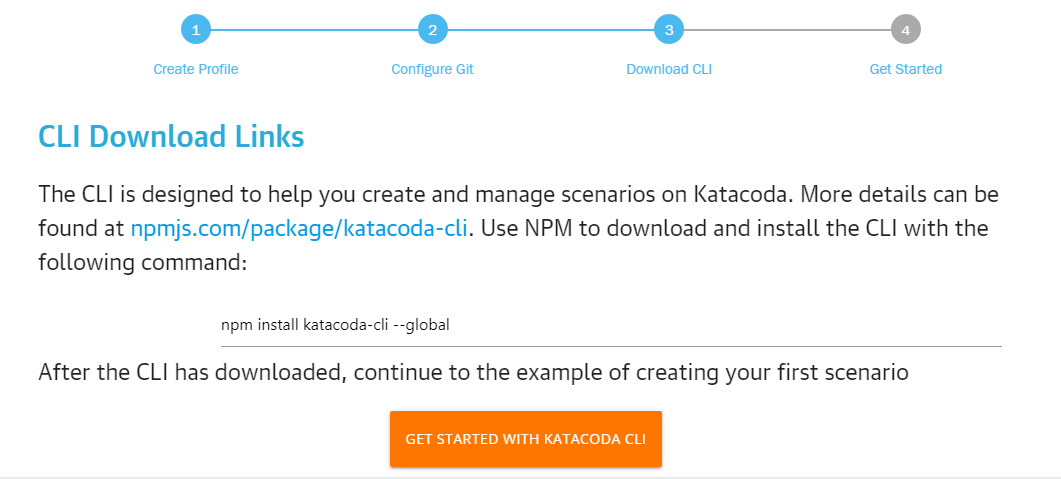 1 2 3 4
Create Profile Configure Git Download CLI Get Started
CLI Download Links
The CLI is designed to help you create and manage scenarios on Katacoda. More details can be
found at npmjs.com/package/katacoda-cli. Use NPM to download and install the CLI with the
following command:
npm install katacoda-cli --global
After the CLI has downloaded, continue to the example of creating your first scenario
GET STARTED WITH KATACODA CLI